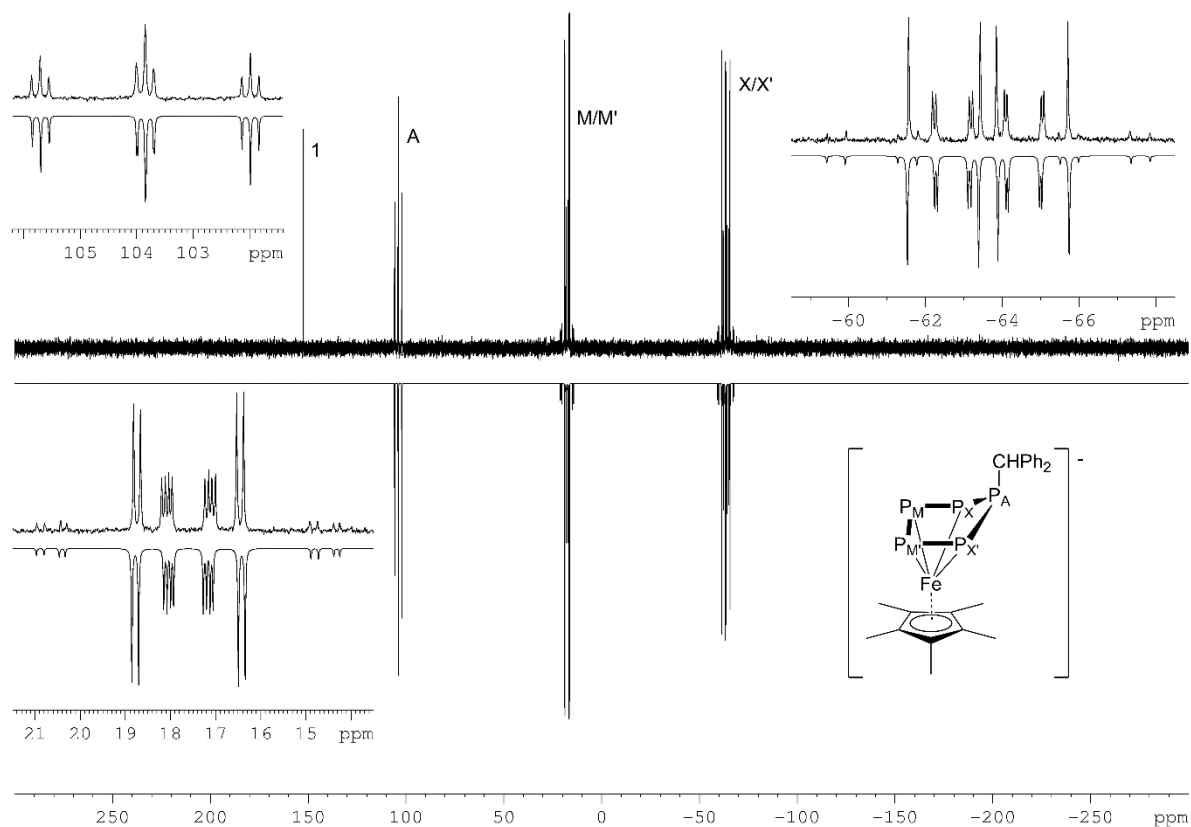 105 104 103 ppm
1
A
M/M'
X/X'
-60 -62 -64 -66 ppm
21 20 19 18 17 16 15 ppm
CHPh2
-
PA
PM PX
PM' PX'
Fe
250 200 150 100 50 0 -50 -100 -150 -200 -250 ppm